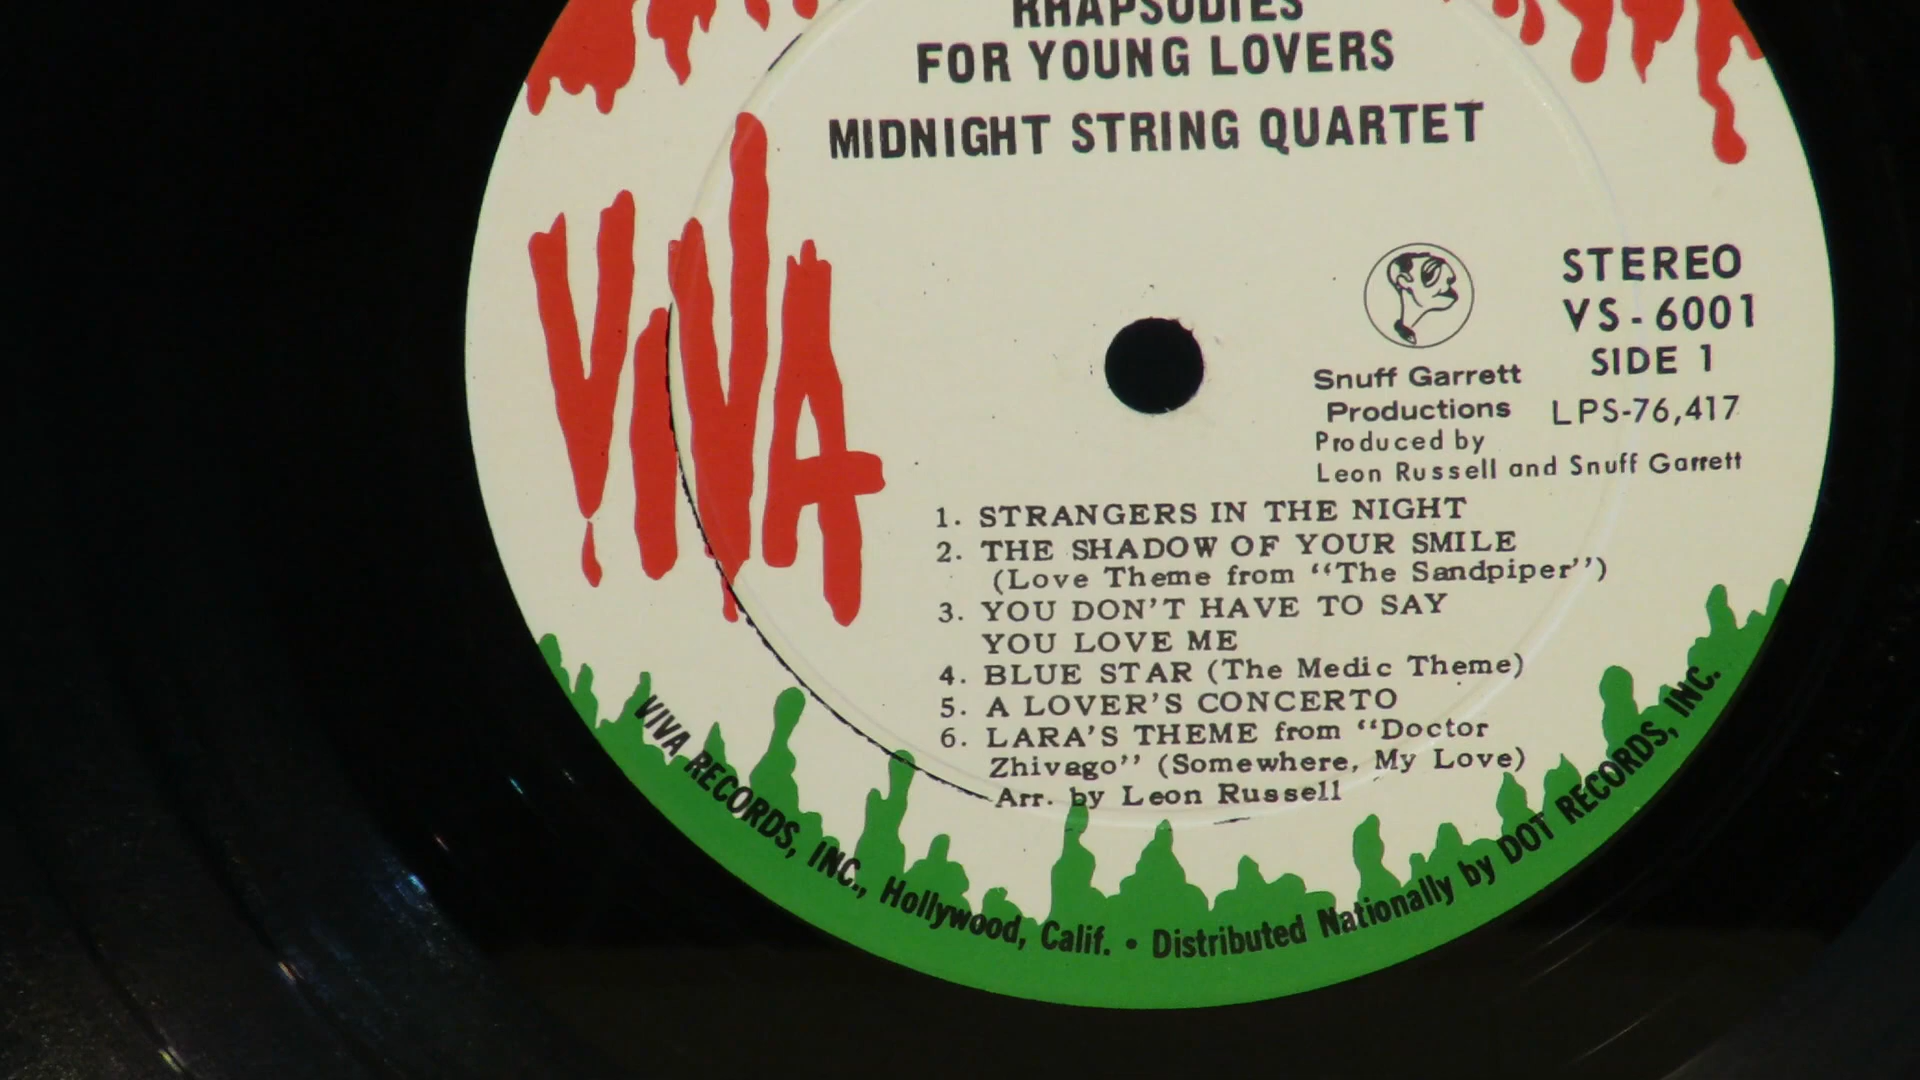 RHAPSODIES
FOR YOUNG LOVERS
MIDNIGHT STRING QUARTET
VIVA
STEREO
VS-6001
SIDE 1
LPS-76,417
Snuff Garrett
Productions
Produced by
Leon Russell and Snuff Garrett
1. STRANGERS IN THE NIGHT
2. THE SHADOW OF YOUR SMILE
(Love Theme from "The Sandpiper")
3. YOU DON'T HAVE TO SAY
YOU LOVE ME
4. BLUE STAR (The Medic Theme)
5. A LOVER'S CONCERTO
6. LARA'S THEME from "Doctor
Zhivago" (Somewhere, My Love)
Arr. by Leon Russell
VIVA RECORDS, INC., Hollywood, Calif. • Distributed Nationally by DOT RECORDS, INC.